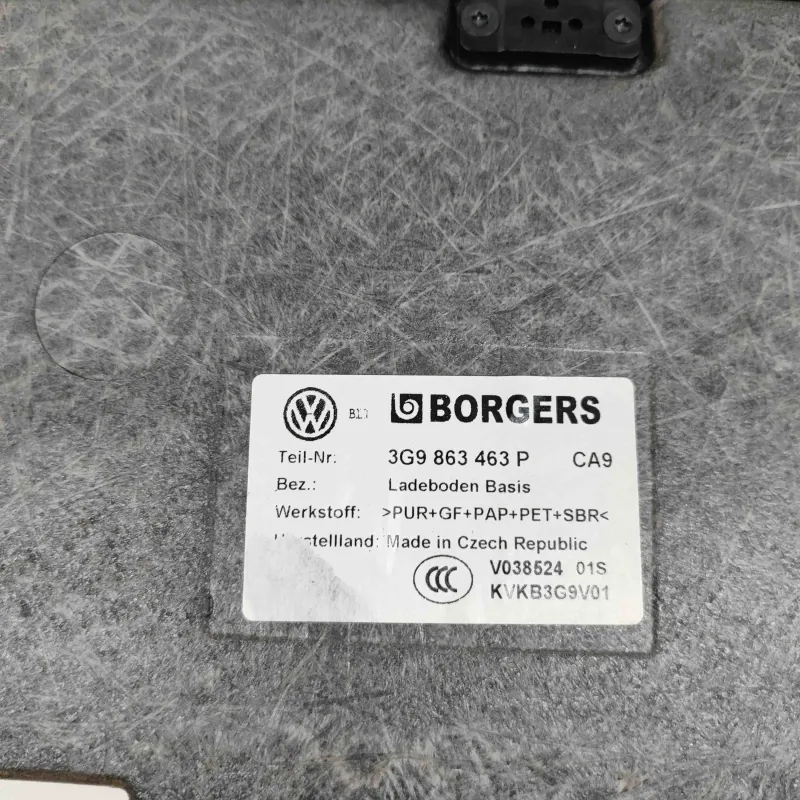 BORGERS
Teil-Nr: 3G9 863 463 P CA9
Bez.: Ladeboden Basis
Werkstoff: >PUR+GF+PAP+PET+SBR<
Made in Czech Republic
CCC V038524 01S
KVKB3G9V01